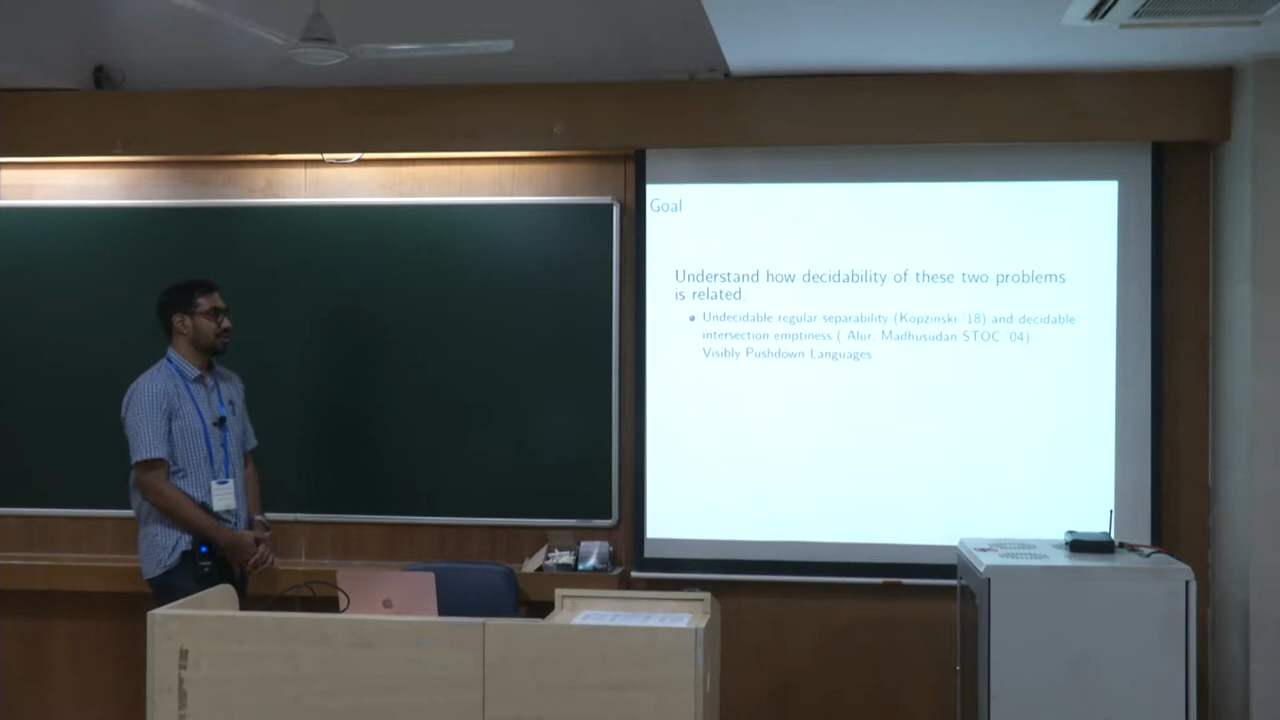 Goal
Understand how decidability of these two problems
is related.
Undecidable regular separability (Kopzinski, 18) and decidable
intersection emptiness ( Alur, Madhusudan STOC '04)
Visibly Pushdown Languages